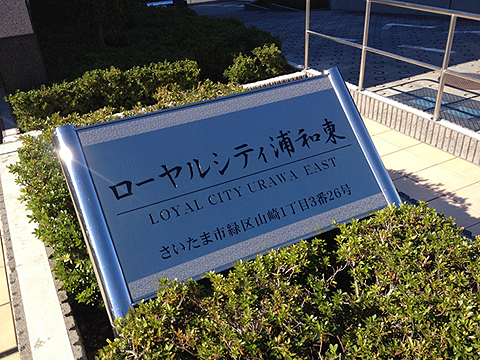 ローヤルシティ浦和東
LOYAL CITY URAWA EAST
さいたま市緑区山崎1丁目3番26号